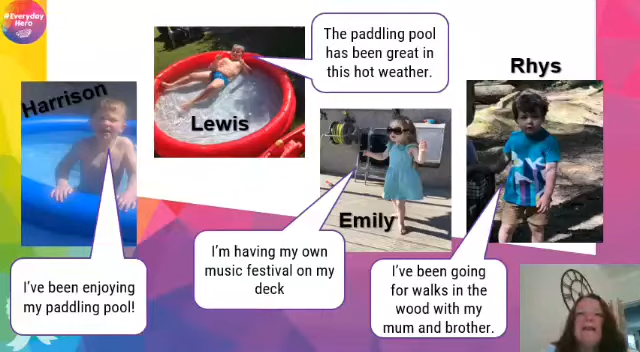 #Everyday
Hero
Harrison
Lewis
The paddling pool
has been great in
this hot weather.
Rhys
Emily
I've been enjoying
my paddling pool!
I'm having my own
music festival on my
deck
I've been going
for walks in the
wood with my
mum and brother.